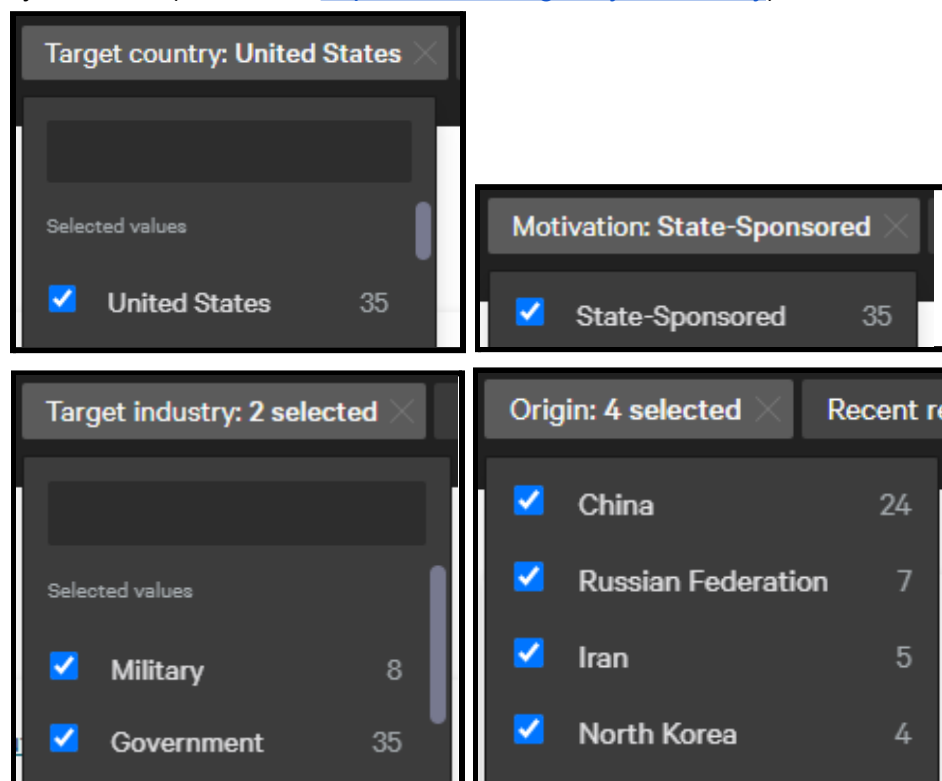 Target country: United States
Selected values
United States 35
Motivation: State-Sponsored
State-Sponsored 35
Target industry: 2 selected
Selected values
Military 8
Government 35
Origin: 4 selected
Recent
China 24
Russian Federation 7
Iran 5
North Korea 4